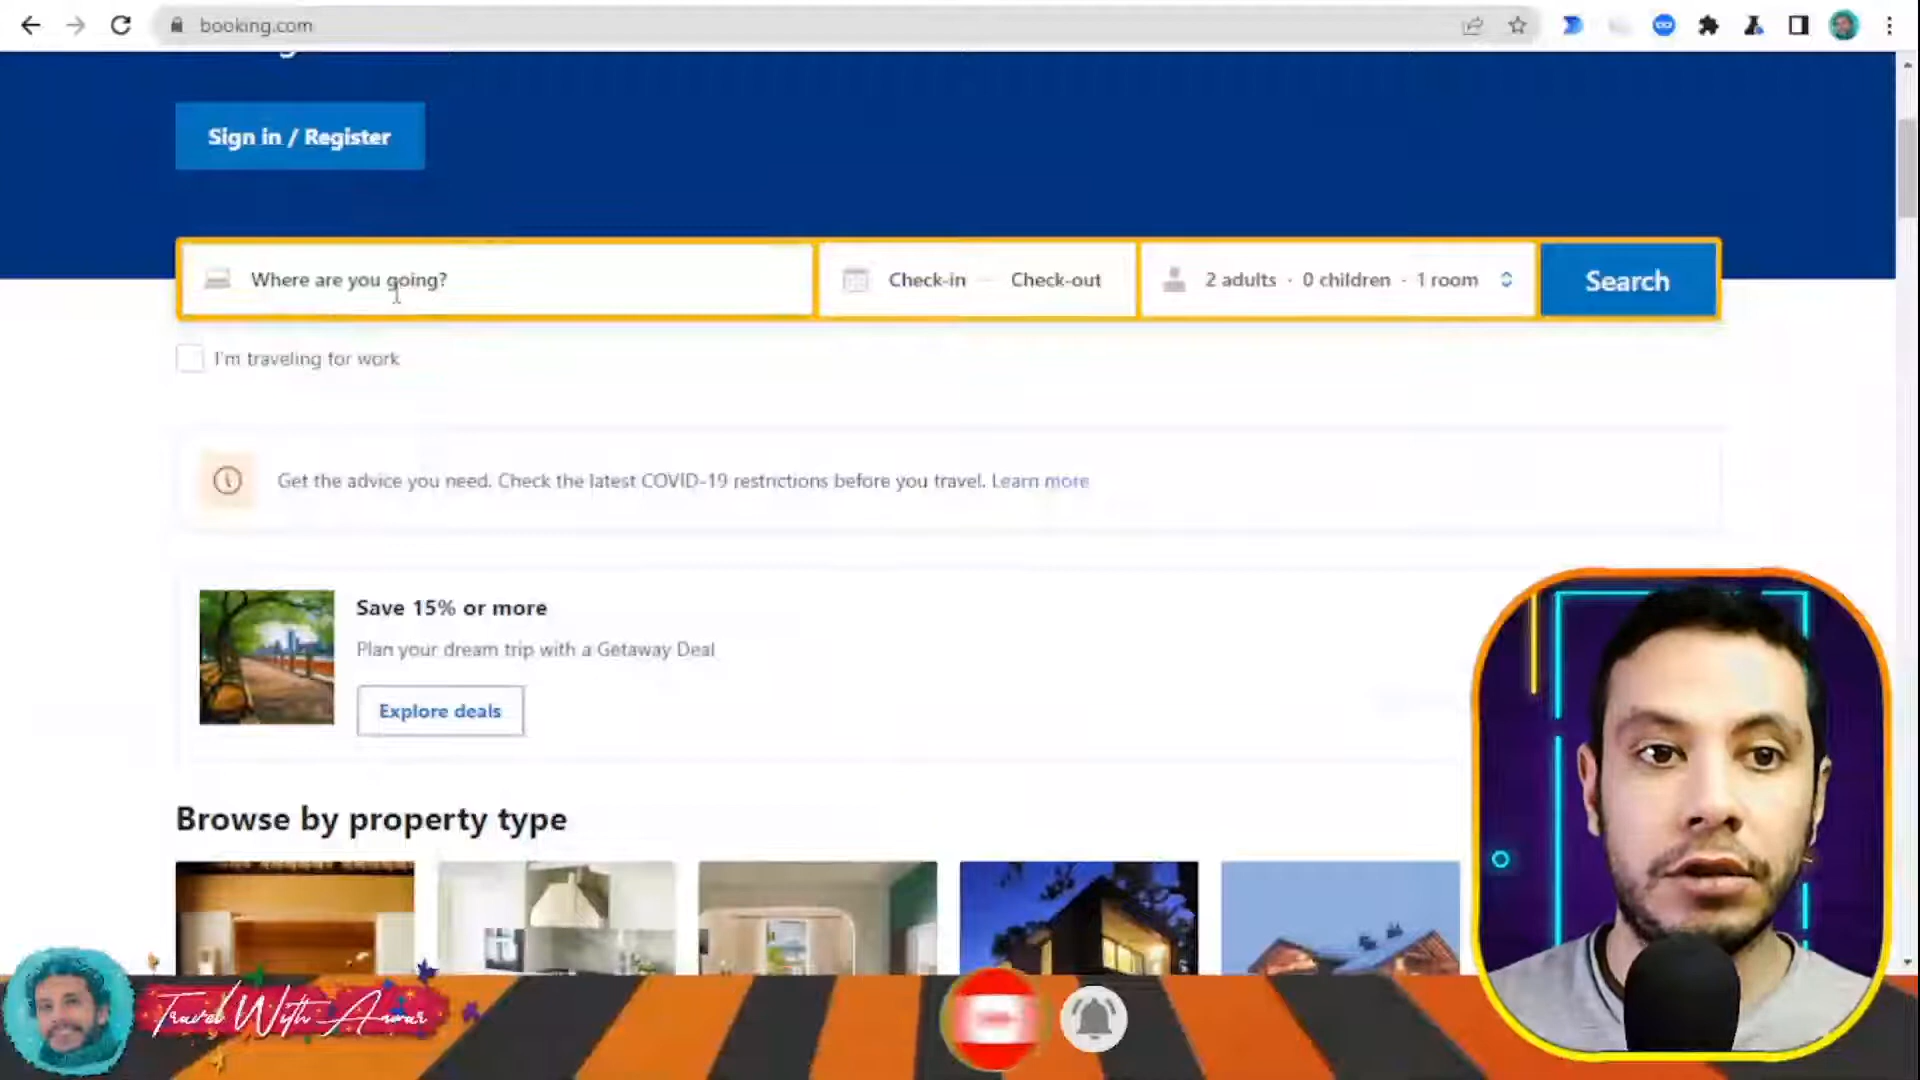 booking.com
Sign in / Register
Where are you going?
Check-in — Check-out
2 adults · 0 children · 1 room
Search
I'm traveling for work
Get the advice you need. Check the latest COVID-19 restrictions before you travel. Learn more
Save 15% or more
Plan your dream trip with a Getaway Deal
Explore deals
Browse by property type
Travel With Anwar